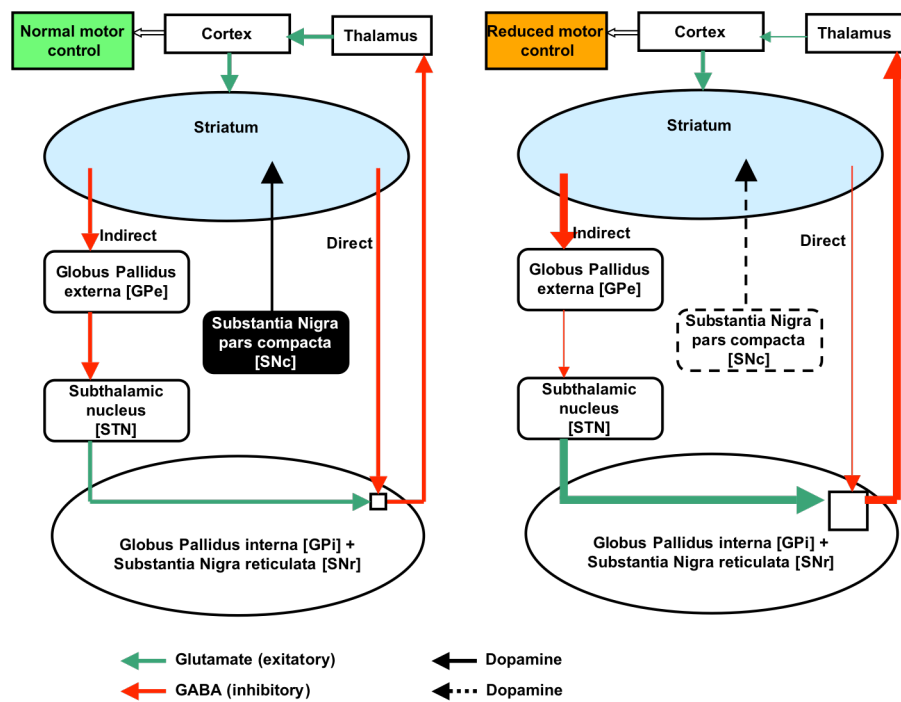 Normal motor
control
Cortex
Thalamus
Striatum
Indirect
Direct
Globus Pallidus
externa [GPe]
Substantia Nigra
pars compacta
[SNc]
Subthalamic
nucleus
[STN]
Globus Pallidus interna [GPi] +
Substantia Nigra reticulata [SNr]
Reduced motor
control
Cortex
Thalamus
Striatum
Indirect
Direct
Globus Pallidus
externa [GPe]
Substantia Nigra
pars compacta
[SNc]
Subthalamic
nucleus
[STN]
Globus Pallidus interna [GPi] +
Substantia Nigra reticulata [SNr]
Glutamate (exitatory)
GABA (inhibitory)
Dopamine
Dopamine